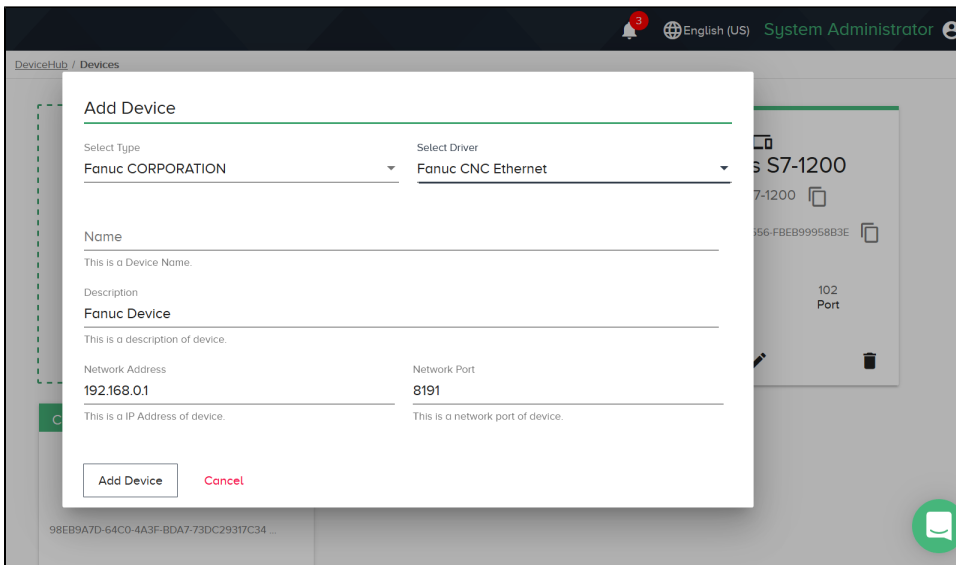 3
English (US)
System Administrator
DeviceHub / Devices
Add Device
Select Type
Select Driver
Fanuc CORPORATION
Fanuc CNC Ethernet
s S7-1200
7-1200
556-FBEB99958B3E
Name
This is a Device Name.
Description
Fanuc Device
102
Port
This is a description of device.
Network Address
Network Port
192.168.0.1
8191
This is a IP Address of device.
This is a network port of device.
C
Add Device
Cancel
98EB9A7D-64C0-4A3F-BDA7-73DC29317C34 ...